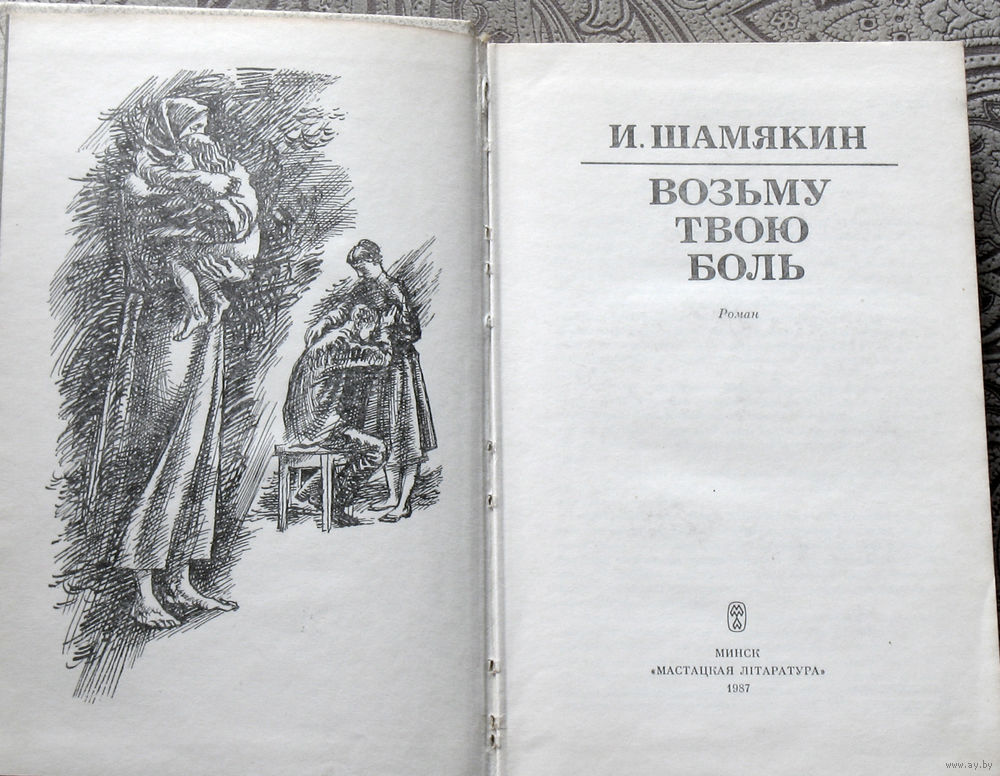 И. ШАМЯКИН
ВОЗЬМУ
ТВОЮ
БОЛЬ
Роман
МИНСК
«МАСТАЦКАЯ ЛІТАРАТУРА»
1987
www.ay.by